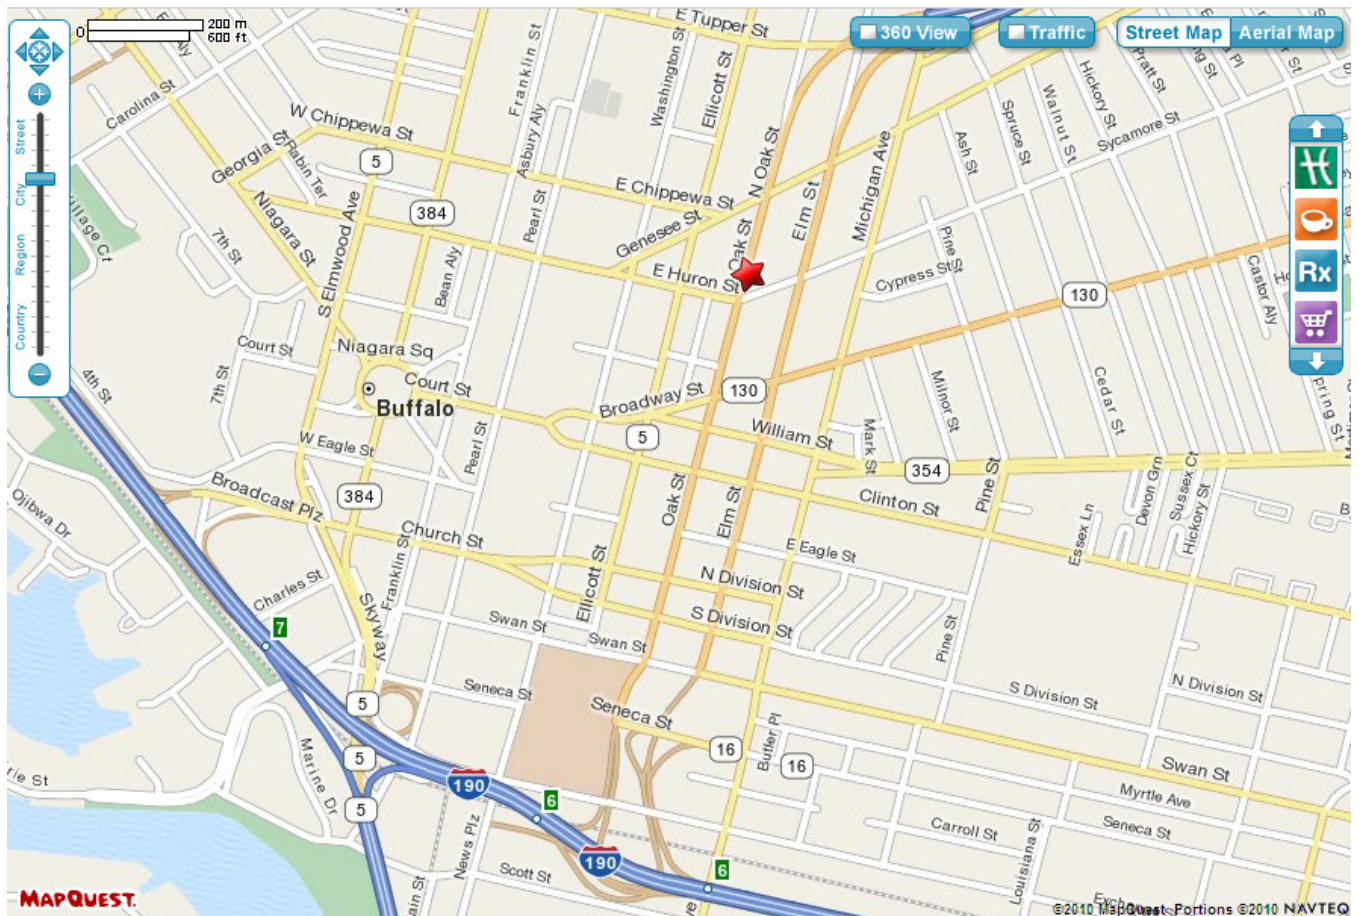 0
200 m
600 ft
E Tupper St
360 View
Traffic
Street Map
Aerial Map
Street
City
Region
Country
Carolina St
W Chippewa St
Georgia St
Rabin Ter
Niagara St
7th St
S Elmwood Ave
5
384
Franklin St
Asbury Aly
Pearl St
Bean Aly
Washington St
Ellicott St
E Chippewa St
Genesee St
E Huron St
Oak St
N Oak St
Elm St
Michigan Ave
Ash St
Spruce St
Walnut St
Hickory St
Pratt St
Sycamore St
Pine St
Cypress St
130
Castor Aly
Rx
Court St
7th St
4th St
Niagara Sq
Court St
Buffalo
Broadway St
130
5
William St
Mark St
Milnor St
Cedar St
354
W Eagle St
Pearl St
384
Broadcast Plz
Church St
Ojibwa Dr
Charles St
Franklin St
Skyway
Oak St
Elm St
Clinton St
Pine St
Essex Ln
Devon Grn
Sussex Ct
Hickory St
E Eagle St
N Division St
S Division St
Ellicott St
Swan St
Swan St
Pine St
7
5
Seneca St
Seneca St
S Division St
N Division St
16
Butler Pl
16
Swan St
Myrtle Ave
Seneca St
Carroll St
Louisiana St
5
5
Marine Dr
190
6
190
6
News Plz
Scott St
MAPQUEST.
©2010 MapQuest Portions ©2010 NAVTEQ